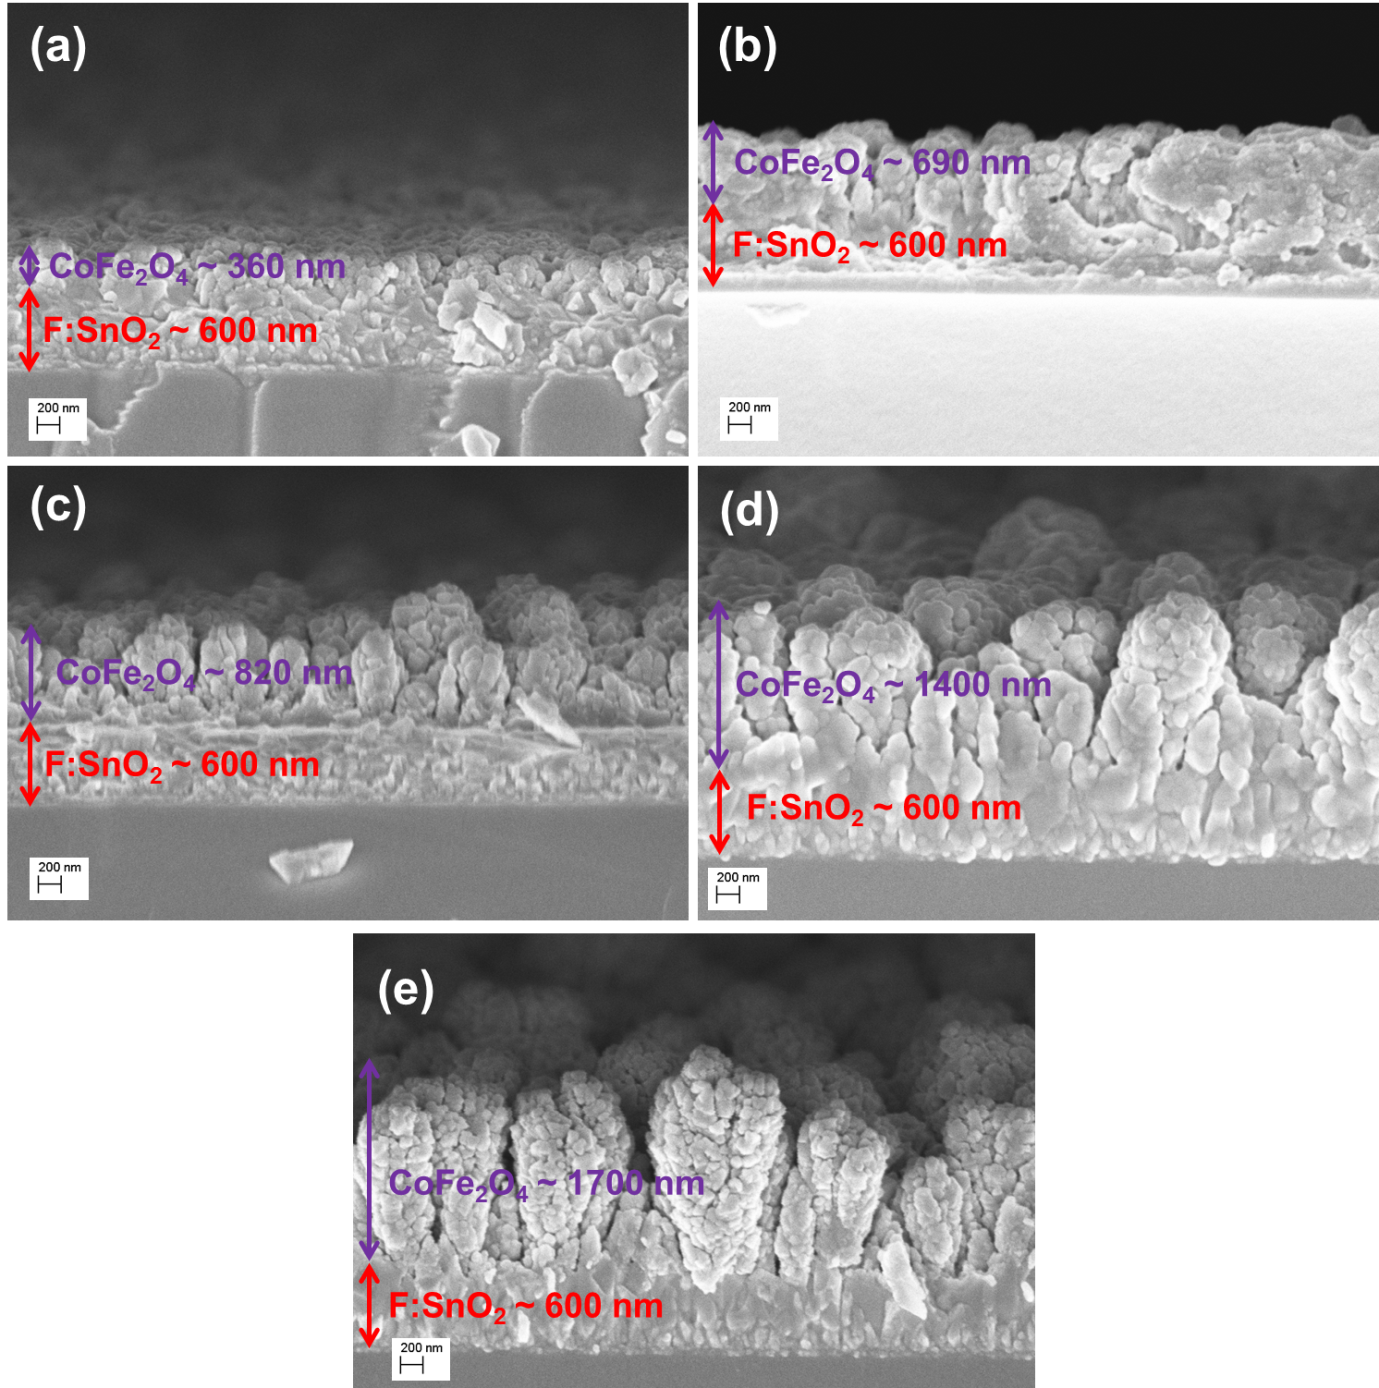 (a)
CoFe₂O₄ ~ 360 nm
F:SnO₂ ~ 600 nm
200 nm
(b)
CoFe₂O₄ ~ 690 nm
F:SnO₂ ~ 600 nm
200 nm
(c)
CoFe₂O₄ ~ 820 nm
F:SnO₂ ~ 600 nm
200 nm
(d)
CoFe₂O₄ ~ 1400 nm
F:SnO₂ ~ 600 nm
200 nm
(e)
CoFe₂O₄ ~ 1700 nm
F:SnO₂ ~ 600 nm
200 nm